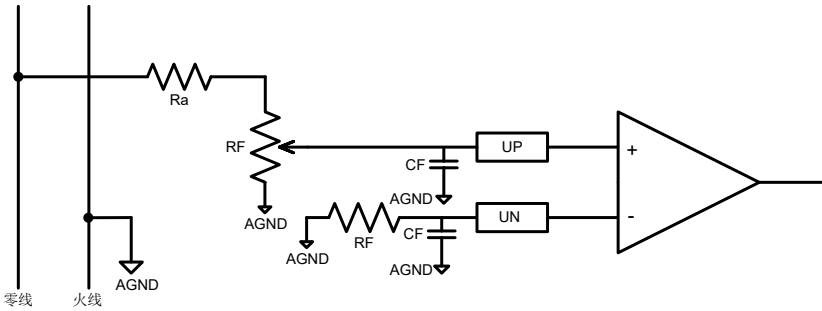 Ra
RF
CF
UP
+
AGND
AGND
RF
CF
UN
-
AGND
AGND
AGND
零线
火线